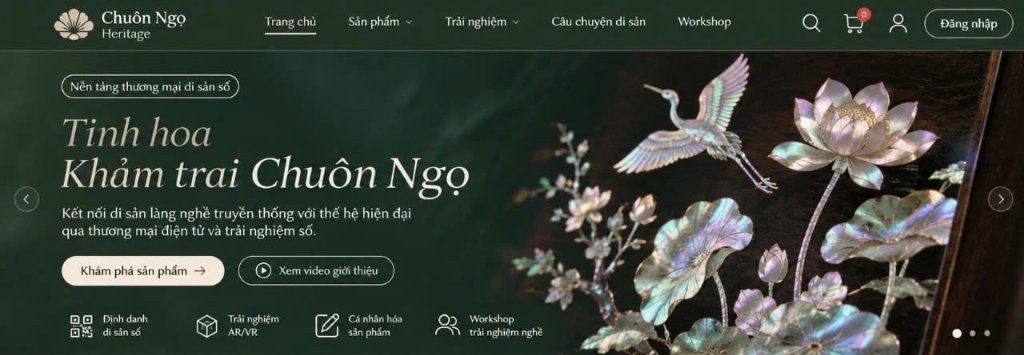 Chuôn Ngọ
Heritage
Trang chủ
Sản phẩm
Trải nghiệm
Câu chuyện di sản
Workshop
0
Đăng nhập
Nền tảng thương mại di sản số
Tinh hoa
Khảm trai Chuôn Ngọ
Kết nối di sản làng nghề truyền thống với thế hệ hiện đại
qua thương mại điện tử và trải nghiệm số.
Khám phá sản phẩm →
Xem video giới thiệu
Định danh
di sản số
Trải nghiệm
AR/VR
Cá nhân hóa
sản phẩm
Workshop
trải nghiệm nghề